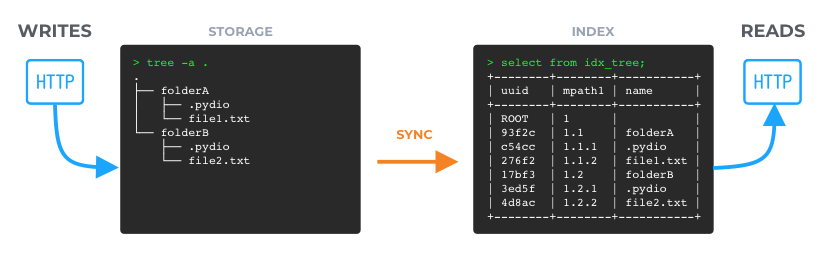 WRITES
STORAGE
INDEX
READS
HTTP
> tree -a .
.
├── folderA
│   ├── .pydio
│   └── file1.txt
└── folderB
    ├── .pydio
    └── file2.txt
SYNC
> select from idx_tree;
+--------+--------+-----------+
| uuid   | mpath1 | name      |
+--------+--------+-----------+
| ROOT   | 1      |           |
| 93f2c  | 1.1    | folderA   |
| c54cc  | 1.1.1  | .pydio    |
| 276f2  | 1.1.2  | file1.txt |
| 17bf3  | 1.2    | folderB   |
| 3ed5f  | 1.2.1  | .pydio    |
| 4d8ac  | 1.2.2  | file2.txt |
+--------+--------+-----------+
HTTP